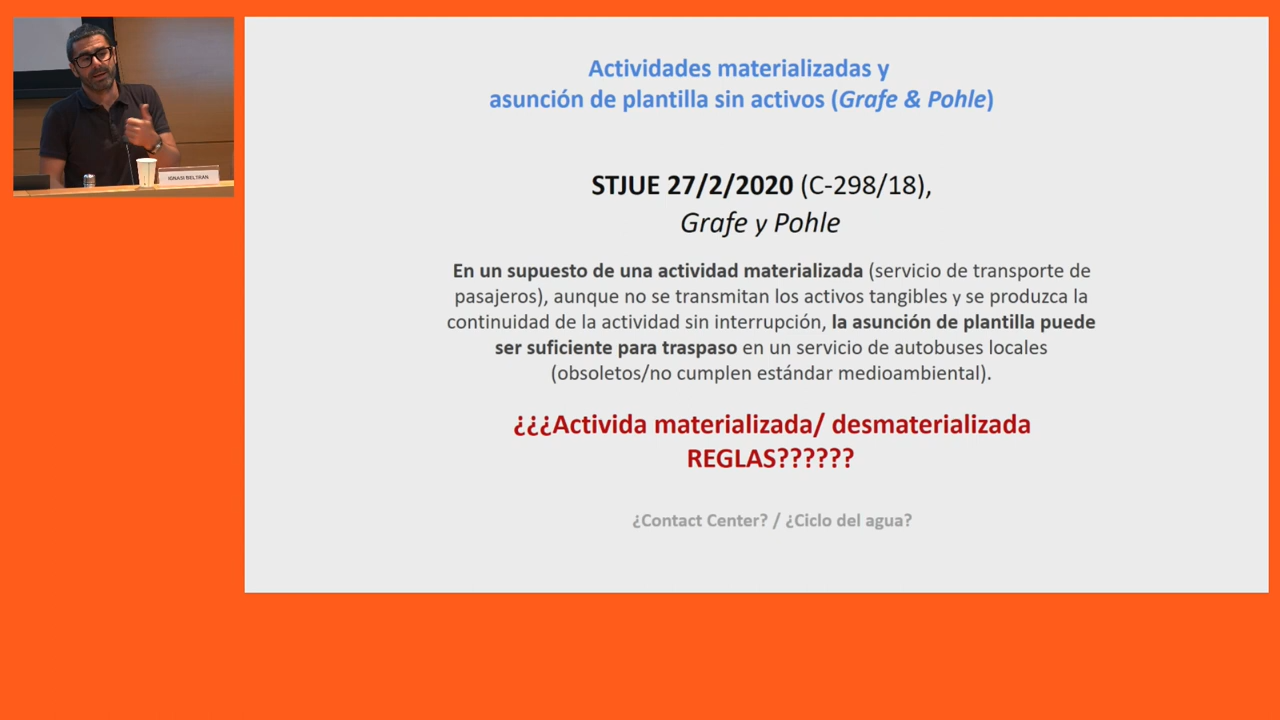 IGNASI BELTRAN
Actividades materializadas y
asunción de plantilla sin activos (Grafe & Pohle)
STJUE 27/2/2020 (C-298/18),
Grafe y Pohle
En un supuesto de una actividad materializada (servicio de transporte de
pasajeros), aunque no se transmitan los activos tangibles y se produzca la
continuidad de la actividad sin interrupción, la asunción de plantilla puede
ser suficiente para traspaso en un servicio de autobuses locales
(obsoletos/no cumplen estándar medioambiental).
¿¿¿Activida materializada/ desmaterializada
REGLAS??????
¿Contact Center? / ¿Ciclo del agua?